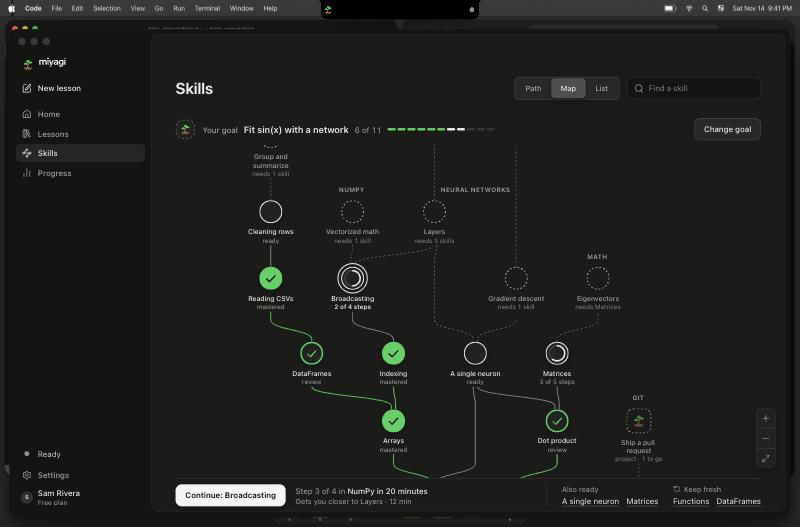 Code File Edit Selection View Go Run Terminal Window Help
Sat Nov 14 9:41 PM
miyagi
New lesson
Home
Lessons
Skills
Progress
Ready
Settings
S
Sam Rivera
Free plan
Skills
Path Map List
Find a skill
Your goal Fit sin(x) with a network 6 of 11
Change goal
Group and
summarize
needs 1 skill
NUMPY
NEURAL NETWORKS
Cleaning rows
ready
Vectorized math
needs 1 skill
Layers
needs 3 skills
MATH
Reading CSVs
mastered
Broadcasting
2 of 4 steps
Gradient descent
needs 1 skill
Eigenvectors
needs Matrices
DataFrames
review
Indexing
mastered
A single neuron
ready
Matrices
3 of 5 steps
GIT
Arrays
mastered
Dot product
review
Ship a pull
request
project · 1 to go
Continue: Broadcasting
Step 3 of 4 in NumPy in 20 minutes
Gets you closer to Layers · 12 min
Also ready
A single neuron Matrices
Keep fresh
Functions DataFrames